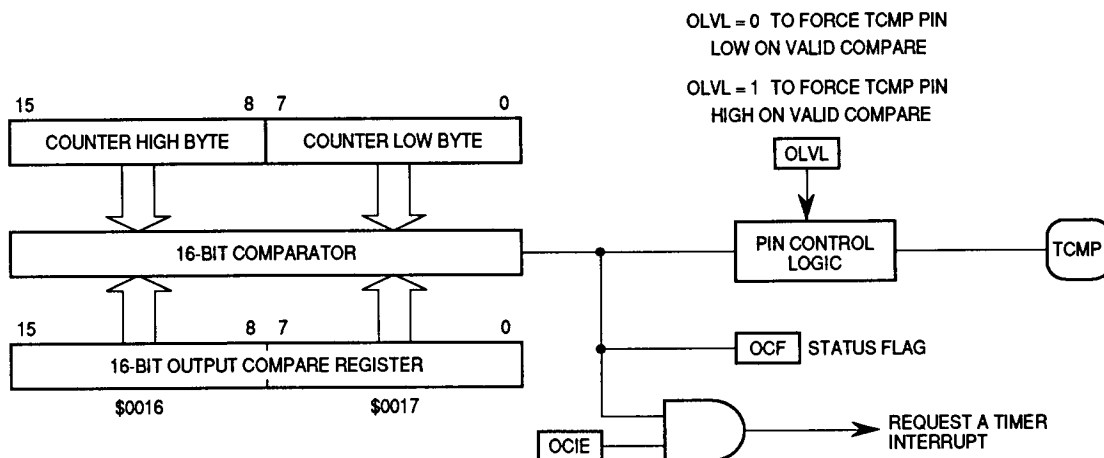 OLVL = 0 TO FORCE TCMP PIN
LOW ON VALID COMPARE
OLVL = 1 TO FORCE TCMP PIN
HIGH ON VALID COMPARE
15 8 7 0
COUNTER HIGH BYTE COUNTER LOW BYTE
OLVL
16-BIT COMPARATOR
PIN CONTROL
LOGIC
TCMP
15 8 7 0
16-BIT OUTPUT COMPARE REGISTER
OCF STATUS FLAG
$0016 $0017
REQUEST A TIMER
INTERRUPT
OCIE